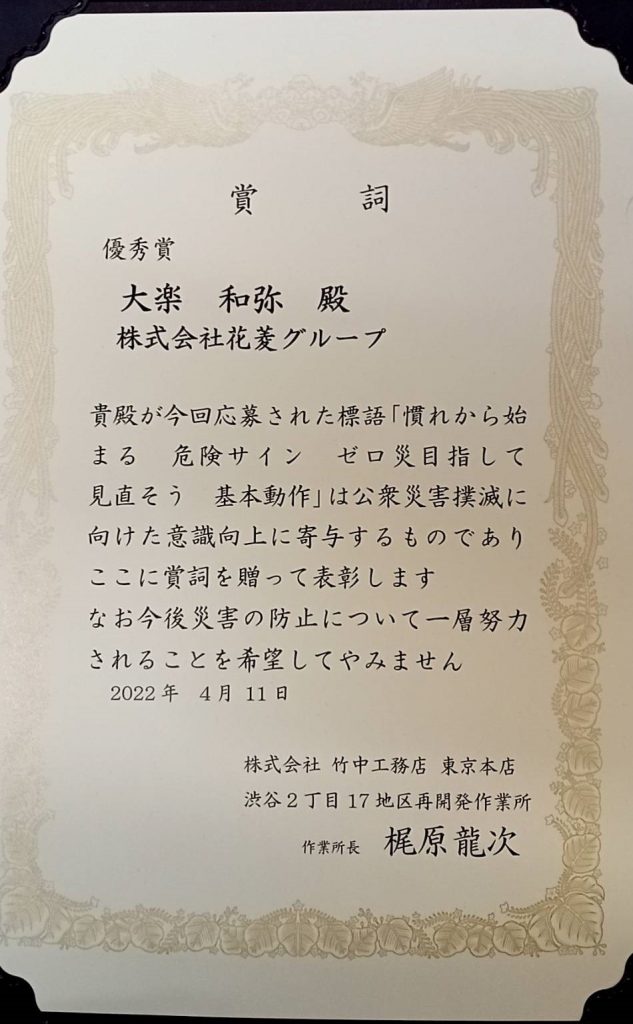 賞　詞
優秀賞
大楽　和弥　殿
株式会社花菱グループ
貴殿が今回応募された標語「慣れから始
まる　危険サイン　ゼロ災目指して
見直そう　基本動作」は公衆災害撲滅に
向けた意識向上に寄与するものであり
ここに賞詞を贈って表彰します
なお今後災害の防止について一層努力
されることを希望してやみません
2022年　4月 11日
株式会社 竹中工務店 東京本店
渋谷2丁目17地区再開発作業所
作業所長　梶原龍次